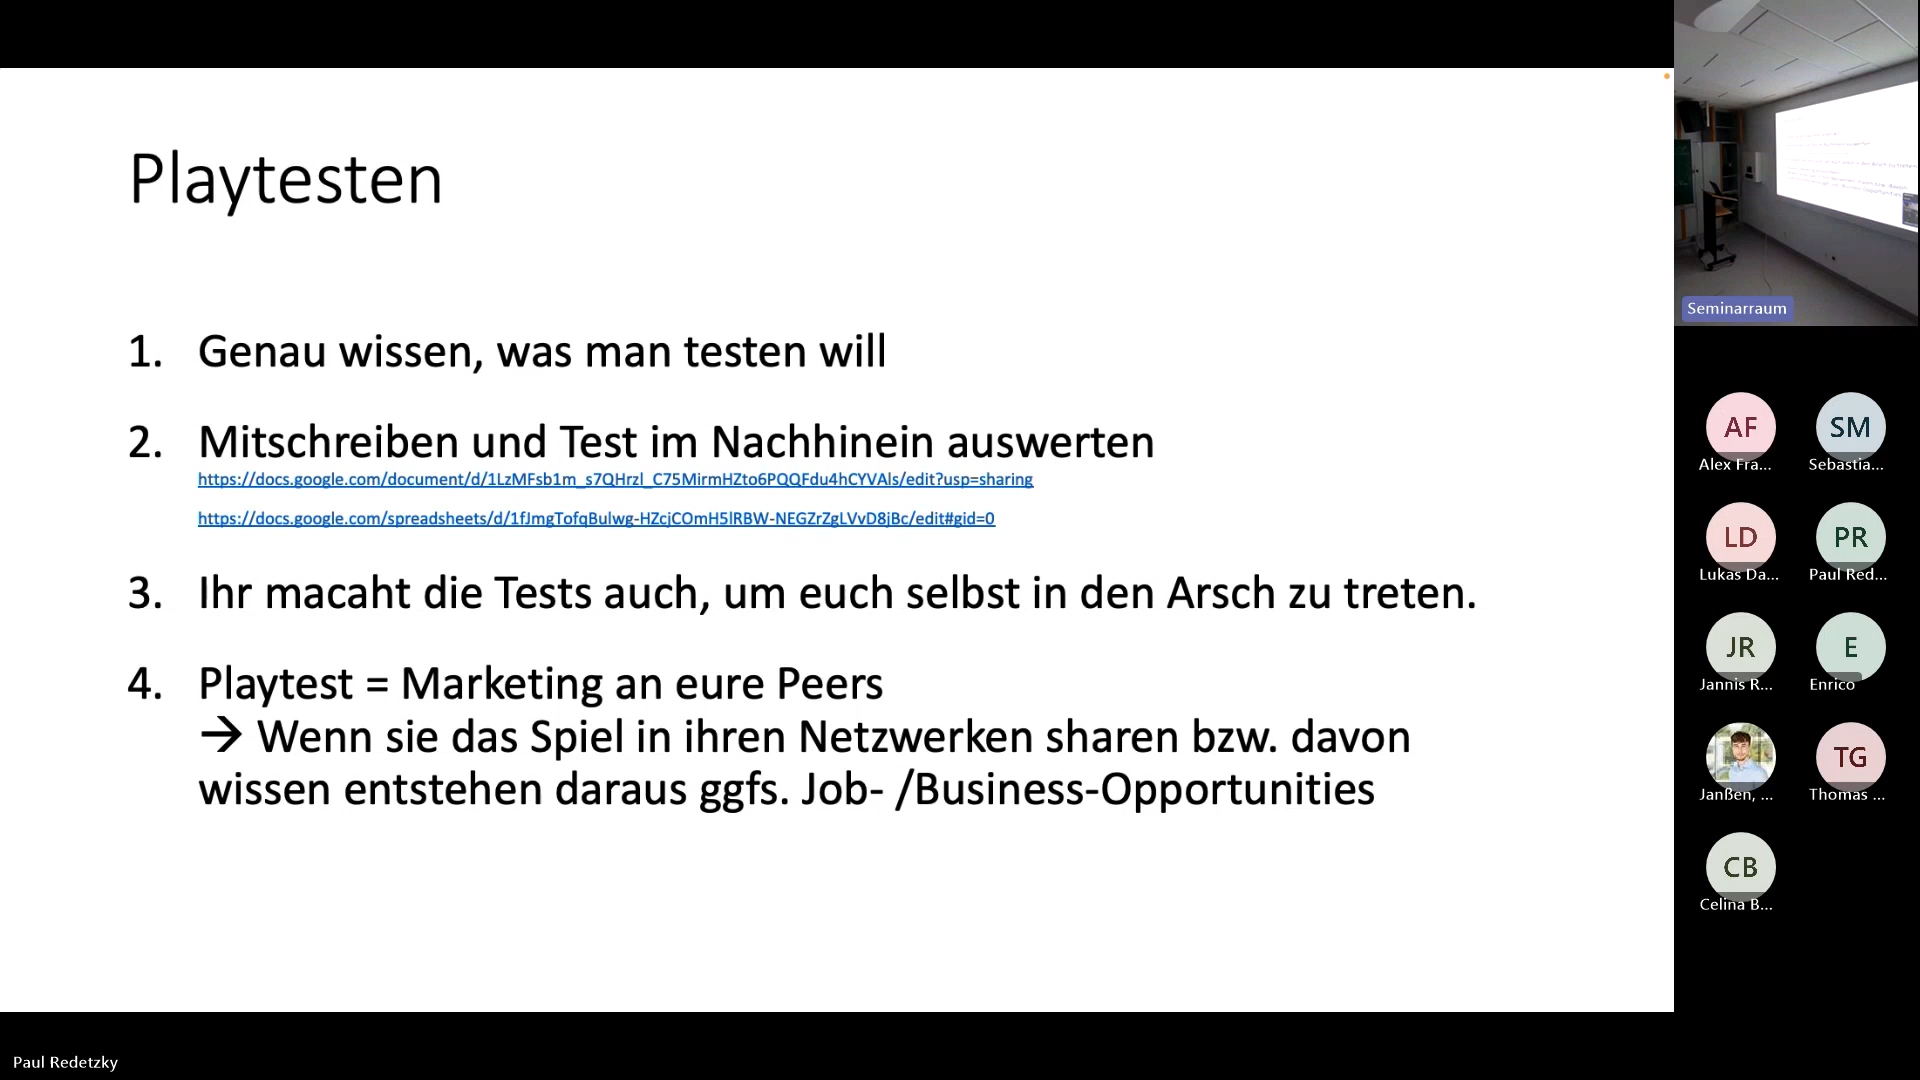 Playtesten
1. Genau wissen, was man testen will
2. Mitschreiben und Test im Nachhinein auswerten
https://docs.google.com/document/d/1LzMFsb1m_s7QHrzl_C75MirmHZto6PQQFdu4hCYVAls/edit?usp=sharing
https://docs.google.com/spreadsheets/d/1fJmgTofqBulwg-HZcjCOmH5lRBW-NEGZrZgLVvD8jBc/edit#gid=0
3. Ihr macaht die Tests auch, um euch selbst in den Arsch zu treten.
4. Playtest = Marketing an eure Peers
→ Wenn sie das Spiel in ihren Netzwerken sharen bzw. davon
wissen entstehen daraus ggfs. Job- /Business-Opportunities
Seminarraum
AF SM
Alex Fra... Sebastia...
LD PR
Lukas Da... Paul Red...
JR E
Jannis R... Enrico
TG
Janßen, ... Thomas ...
CB
Celina B...
Paul Redetzky